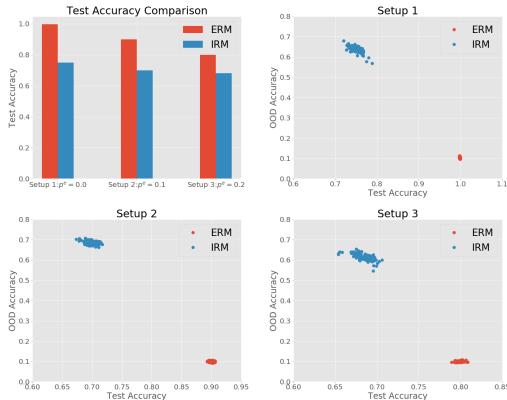 Test Accuracy Comparison
1.0
0.8
0.6
0.4
0.2
0.0
Test Accuracy
ERM
IRM
Setup 1:p^e = 0.0 Setup 2:p^e = 0.1 Setup 3:p^e = 0.2
Setup 1
0.8
0.7
0.6
0.5
0.4
0.3
0.2
0.1
0.0
OOD Accuracy
ERM
IRM
0.6 0.7 0.8 0.9 1.0 1.1
Test Accuracy
Setup 2
0.8
0.7
0.6
0.5
0.4
0.3
0.2
0.1
0.0
OOD Accuracy
ERM
IRM
0.60 0.65 0.70 0.75 0.80 0.85 0.90 0.95
Test Accuracy
Setup 3
0.8
0.7
0.6
0.5
0.4
0.3
0.2
0.1
0.0
OOD Accuracy
ERM
IRM
0.60 0.65 0.70 0.75 0.80 0.85
Test Accuracy